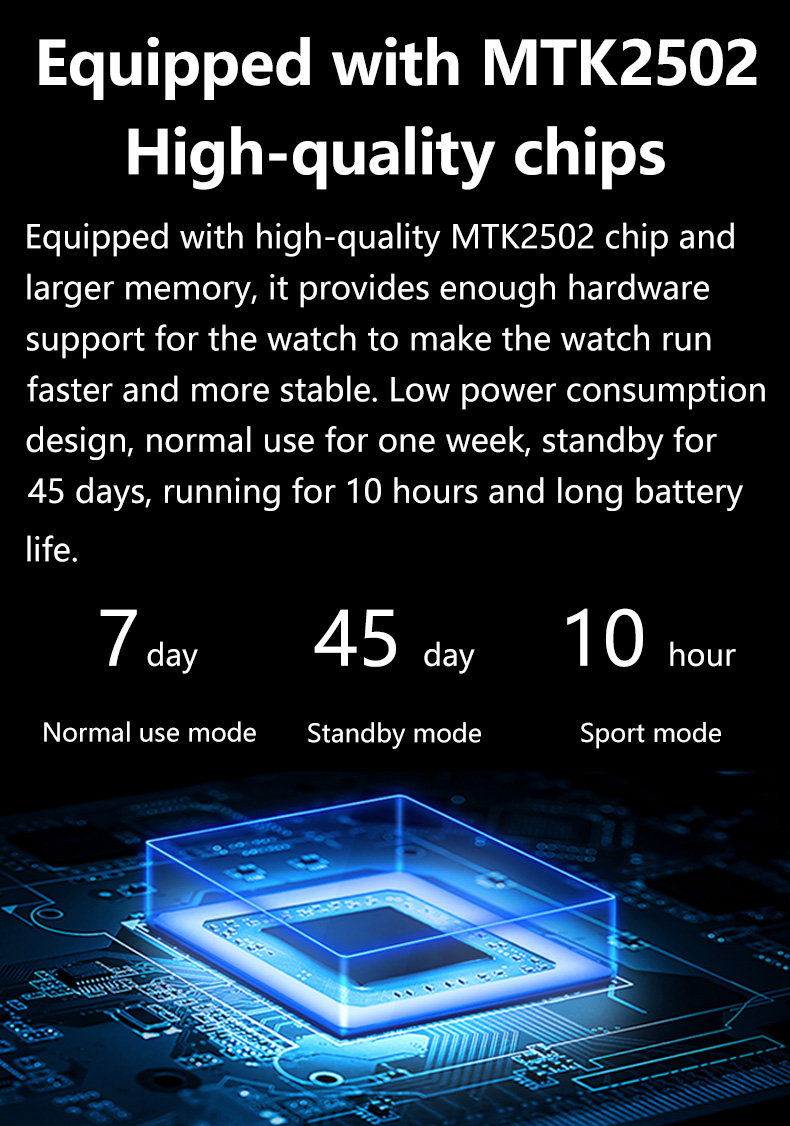 Equipped with MTK2502
High-quality chips
Equipped with high-quality MTK2502 chip and
larger memory, it provides enough hardware
support for the watch to make the watch run
faster and more stable. Low power consumption
design, normal use for one week, standby for
45 days, running for 10 hours and long battery
life.
7 day 45 day 10 hour
Normal use mode Standby mode Sport mode